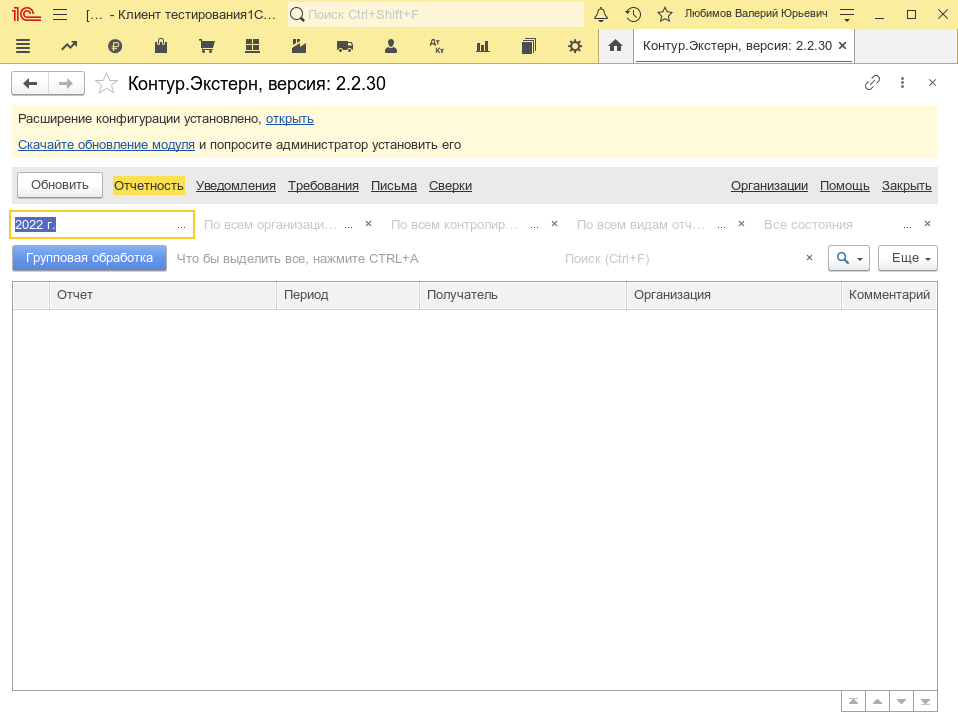 [... - Клиент тестирования1С... Поиск Ctrl+Shift+F Любимов Валерий Юрьевич
Дт Кт Контур.Экстерн, версия: 2.2.30
Контур.Экстерн, версия: 2.2.30
Расширение конфигурации установлено, открыть
Скачайте обновление модуля и попросите администратор установить его
Обновить Отчетность Уведомления Требования Письма Сверки Организации Помощь Закрыть
2022 г. ... По всем организаци... ... По всем контролир... ... По всем видам отч... ... Все состояния ...
Групповая обработка Что бы выделить все, нажмите CTRL+A Поиск (Ctrl+F) Еще
Отчет Период Получатель Организация Комментарий